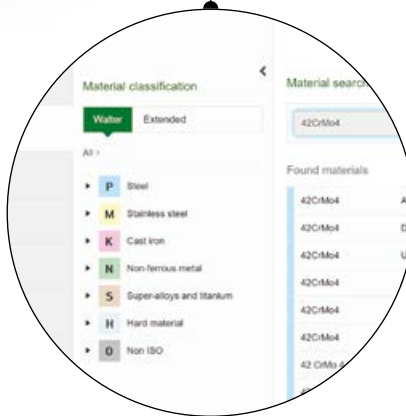 Material classification
Walter Extended
All >
P Steel
M Stainless steel
K Cast iron
N Non-ferrous metal
S Super-alloys and titanium
H Hard material
O Non ISO
Material search
42CrMo4
Found materials
42CrMo4 A
42CrMo4 D
42CrMo4 U
42CrMo4
42CrMo4
42CrMo4
42 CrMo 4